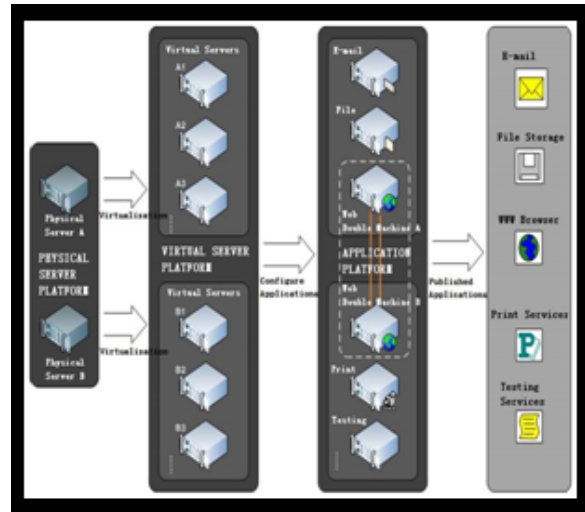 Physical
Server A
PHYSICAL
SERVER
PLATFORM
Physical
Server B
Virtualization
Virtualization
Virtual Servers
A1
A2
A3
VIRTUAL SERVER
PLATFORM
Virtual Servers
B1
B2
B3
Configure
Applications
E-mail
File
Web
Double Machine A
APPLICATION
PLATFORM
Web
Double Machine B
Print
Testing
Published
Applications
E-mail
File Storage
WWW Browser
Print Services
P
Testing
Services